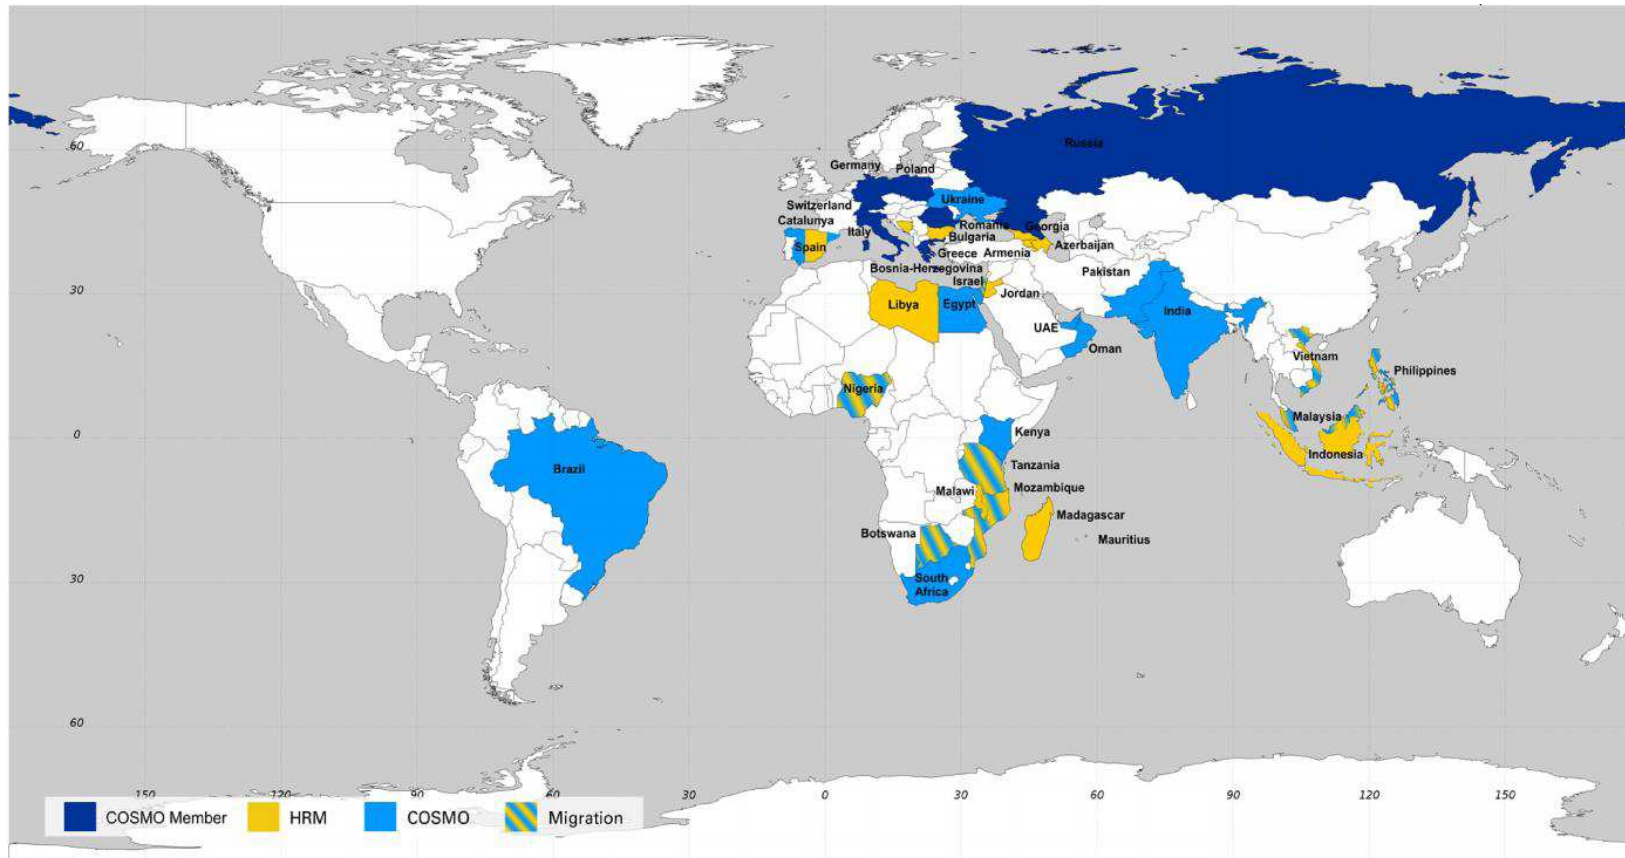 60
Russia
Germany
Poland
Switzerland
Catalunya
Ukraine
Italy
Romania
Georgia
Spain
Bulgaria
Azerbaijan
Greece
Armenia
Bosnia-Herzegovina
Pakistan
Israel
30
Jordan
Libya
Egypt
India
UAE
Oman
Vietnam
Philippines
Nigeria
Malaysia
0
Kenya
Brazil
Indonesia
Tanzania
Malawi
Mozambique
Madagascar
Botswana
Mauritius
30
South
Africa
60
150
120
90
60
30
0
30
60
90
120
150
COSMO Member
HRM
COSMO
Migration